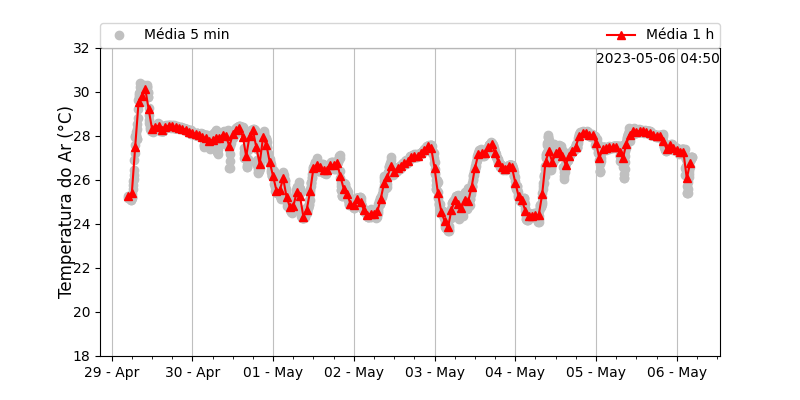 Média 5 min
Média 1 h
2023-05-06 04:50
Temperatura do Ar (°C)
32
30
28
26
24
22
20
18
29 - Apr
30 - Apr
01 - May
02 - May
03 - May
04 - May
05 - May
06 - May